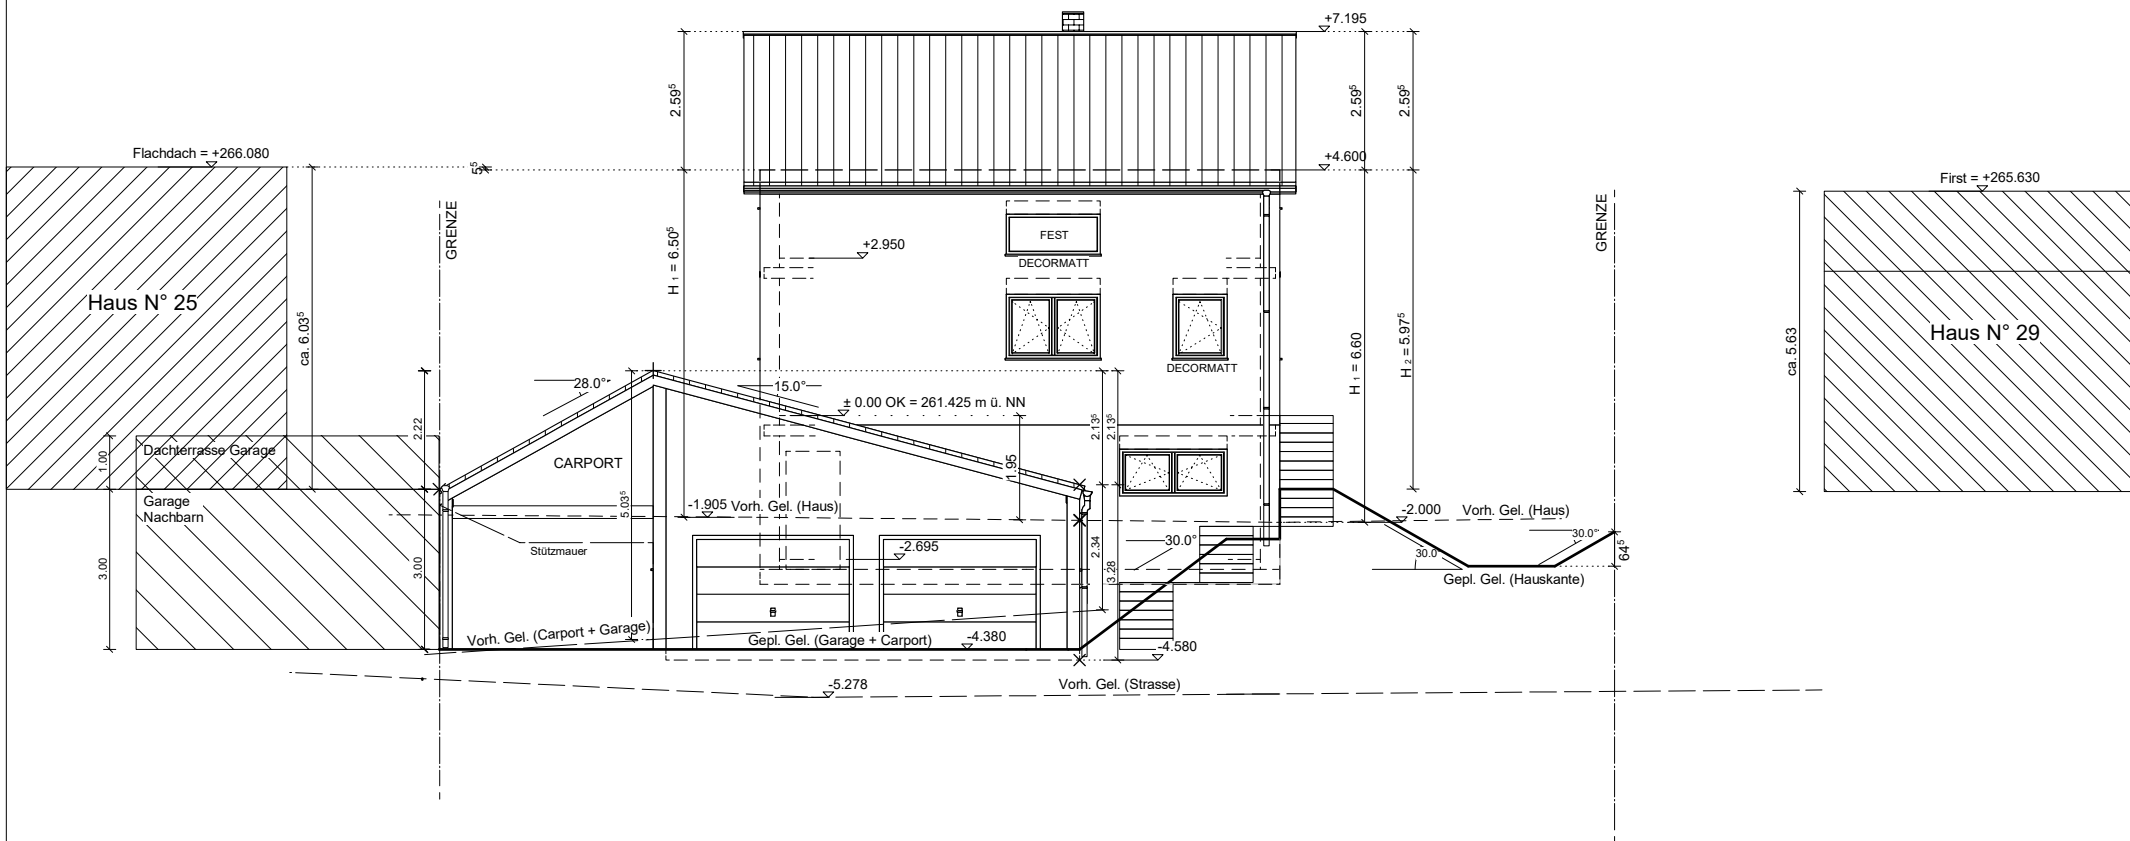 +7.195
2.59⁵
2.59⁵
2.59⁵
Flachdach = +266.080
5⁵
+4.600
First = +265.630
GRENZE
GRENZE
FEST
+2.950
DECORMATT
H ₁ = 6.50⁵
Haus N° 25
ca. 6.03⁵
Haus N° 29
ca. 5.63
H ₁ = 6.60
H ₂ = 5.97⁵
DECORMATT
28.0°
15.0°
± 0.00 OK = 261.425 m ü. NN
2.22
2.13⁵
2.13⁵
1.95
Dachterrasse Garage
1.00
CARPORT
Garage
Nachbarn
5.03⁵
-1.905 Vorh. Gel. (Haus)
-2.000
Vorh. Gel. (Haus)
Stützmauer
-2.695
2.34
30.0°
30.0
30.0°
64⁵
3.00
3.00
3.28
Gepl. Gel. (Hauskante)
Vorh. Gel. (Carport + Garage)
Gepl. Gel. (Garage + Carport)
-4.380
-4.580
-5.278
Vorh. Gel. (Strasse)